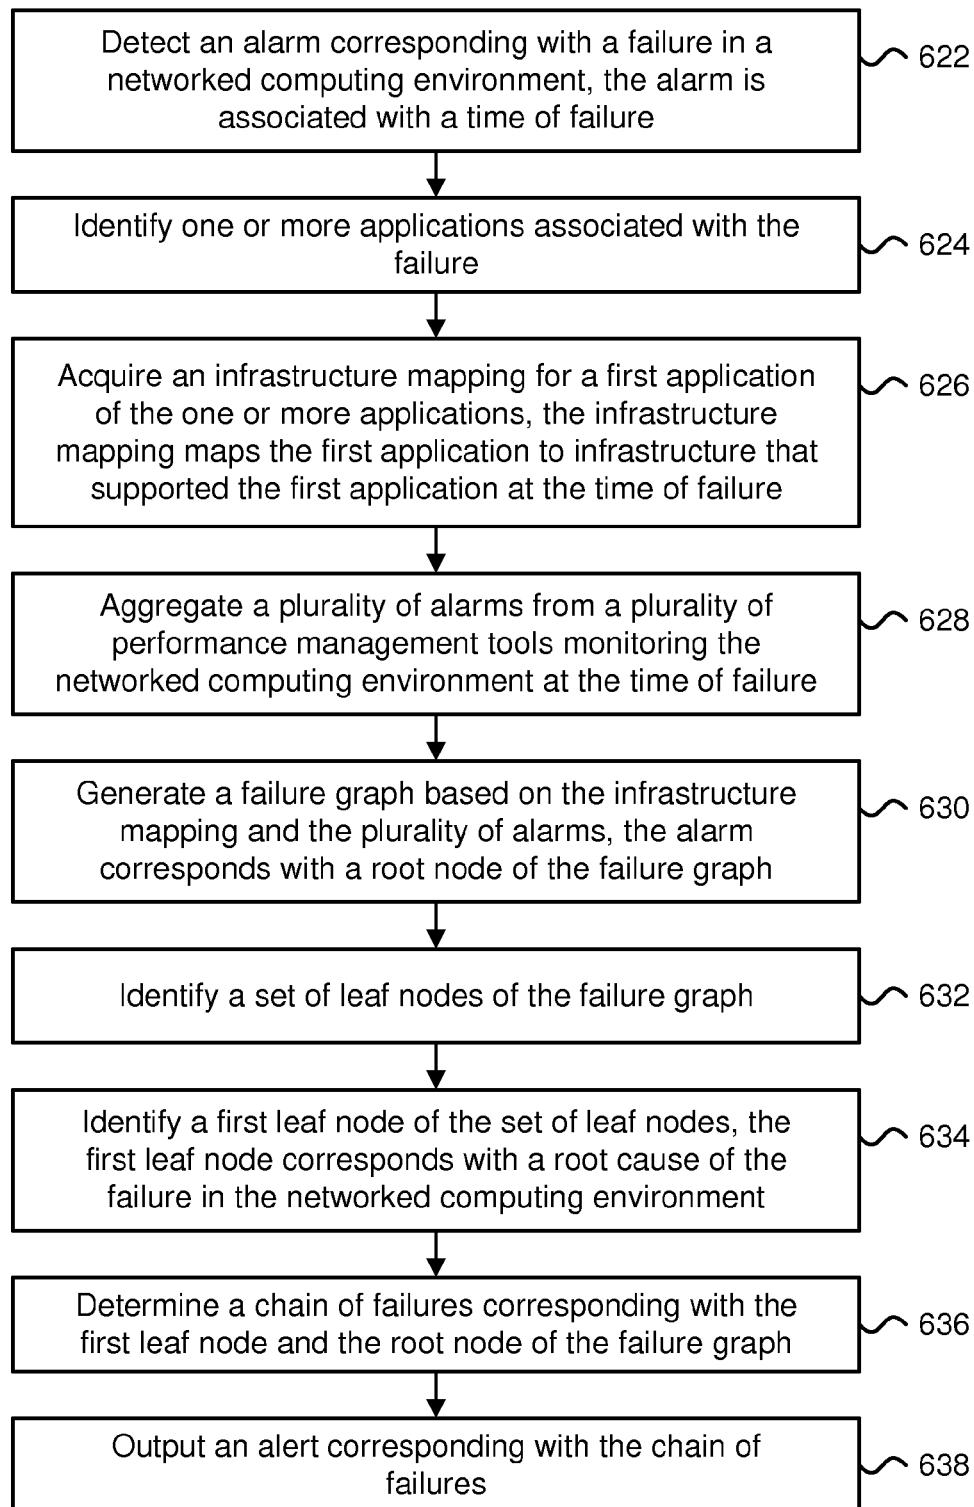 Detect an alarm corresponding with a failure in a
networked computing environment, the alarm is
associated with a time of failure
622
Identify one or more applications associated with the
failure
624
Acquire an infrastructure mapping for a first application
of the one or more applications, the infrastructure
mapping maps the first application to infrastructure that
supported the first application at the time of failure
626
Aggregate a plurality of alarms from a plurality of
performance management tools monitoring the
networked computing environment at the time of failure
628
Generate a failure graph based on the infrastructure
mapping and the plurality of alarms, the alarm
corresponds with a root node of the failure graph
630
Identify a set of leaf nodes of the failure graph
632
Identify a first leaf node of the set of leaf nodes, the
first leaf node corresponds with a root cause of the
failure in the networked computing environment
634
Determine a chain of failures corresponding with the
first leaf node and the root node of the failure graph
636
Output an alert corresponding with the chain of
failures
638